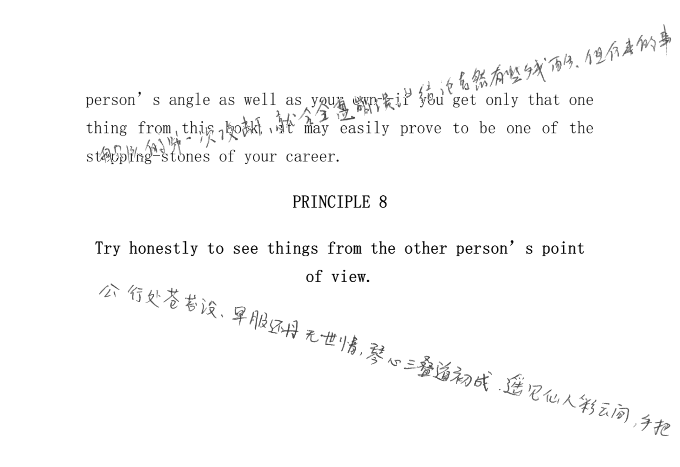 person's angle as well as your own—if you get only that one
thing from this book, it may easily prove to be one of the
stepping-stones of your career.
PRINCIPLE 8
Try honestly to see things from the other person's point
of view.
公行处苍苔没、早服还丹无世情,琴心三叠道初成.遥见仙人彩云间,手把